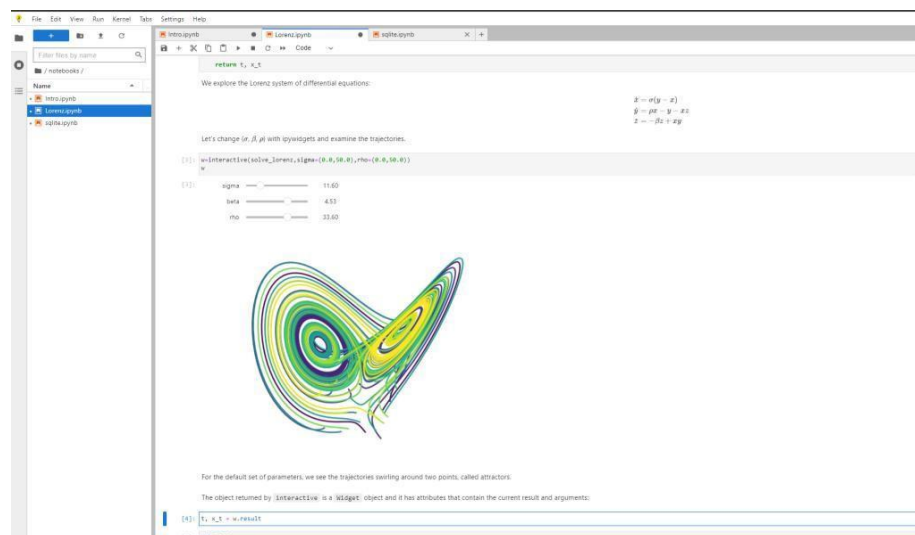 File Edit View Run Kernel Tabs Settings Help
Intro.ipynb
Lorenz.ipynb
sqlite.ipynb
Code
Filter files by name
/ notebooks /
Name
Intro.ipynb
Lorenz.ipynb
sqlite.ipynb
return t, x_t
We explore the Lorenz system of differential equations:
ẋ = σ(y − x)
ẏ = ρx − y − xz
ż = −βz + xy
Let's change (σ, β, ρ) with ipywidgets and examine the trajectories.
w=interactive(solve_lorenz,sigma=(0.0,50.0),rho=(0.0,50.0))
w
sigma 11.60
beta 4.53
rho 33.60
For the default set of parameters, we see the trajectories swirling around two points, called attractors.
The object returned by interactive is a Widget object and it has attributes that contain the current result and arguments:
[4]: t, x_t = w.result